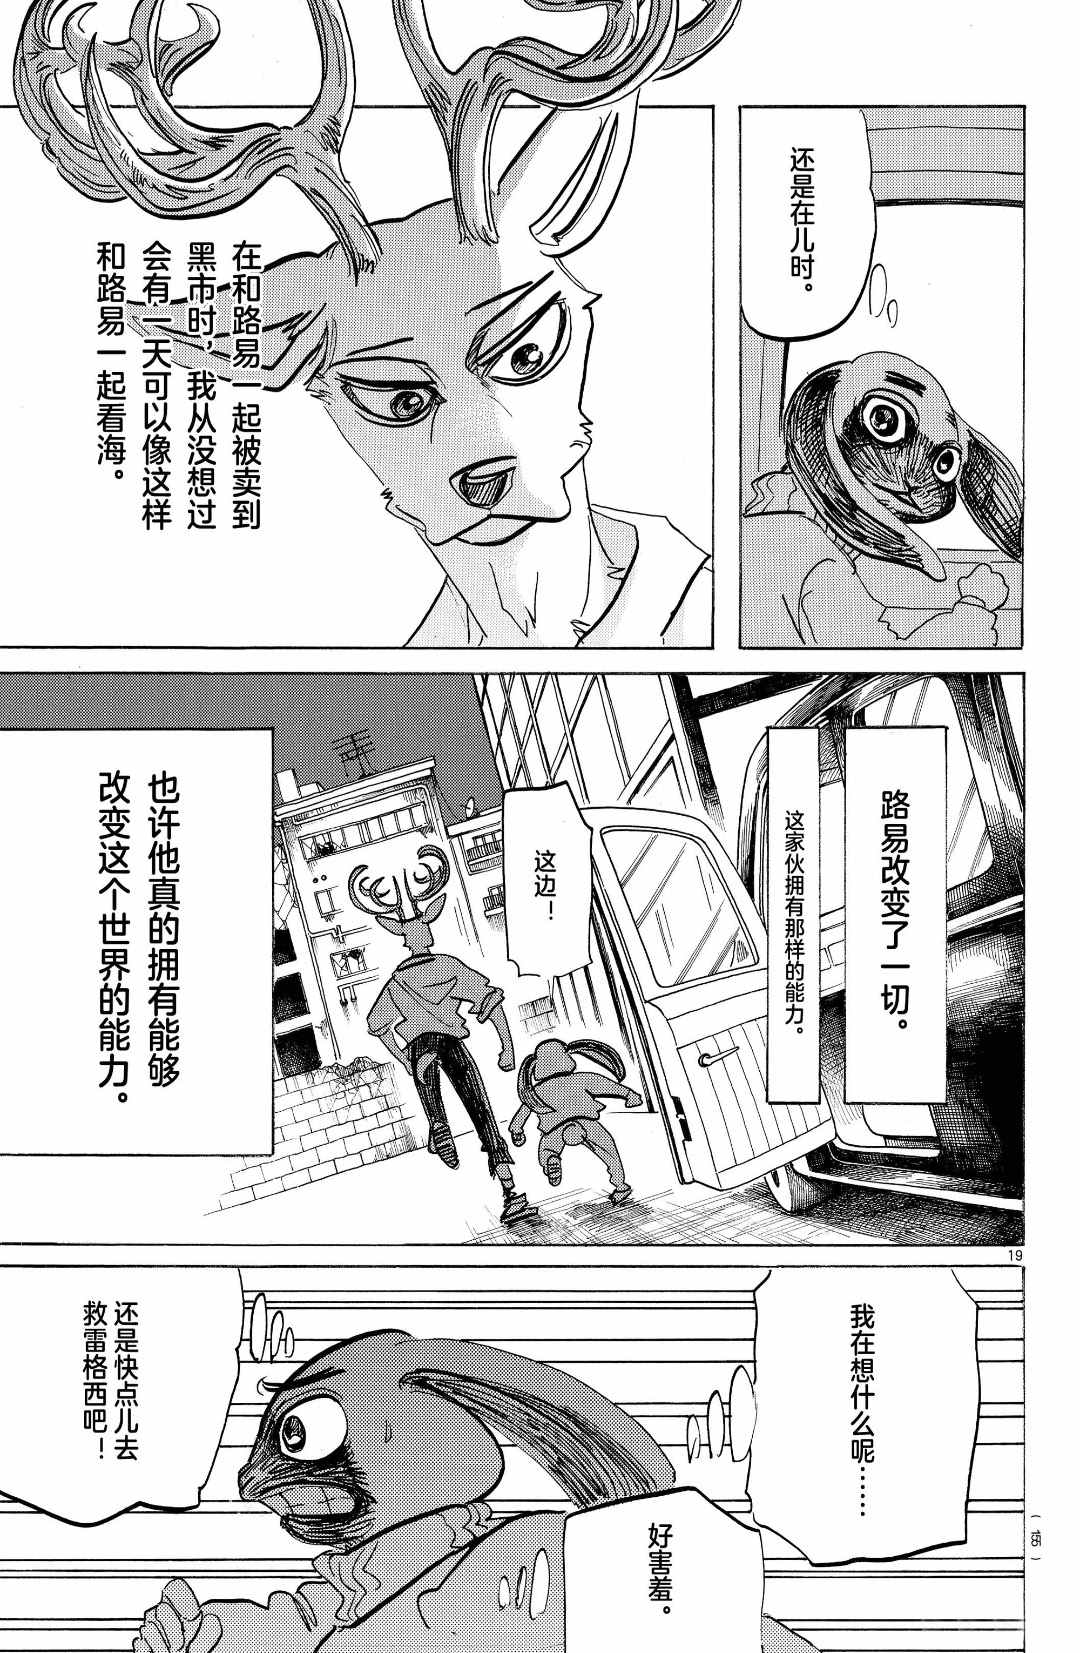 还是在儿时。
在和路易一起被卖到
黑市时，我从没想过
会有一天可以像这样
和路易一起看海。
路易改变了一切。
这家伙拥有那样的能力。
这边！
也许他真的拥有能够
改变这个世界的能力。
19
我在想什么呢……
好害羞。
还是快点儿去
救雷格西吧！
（15）